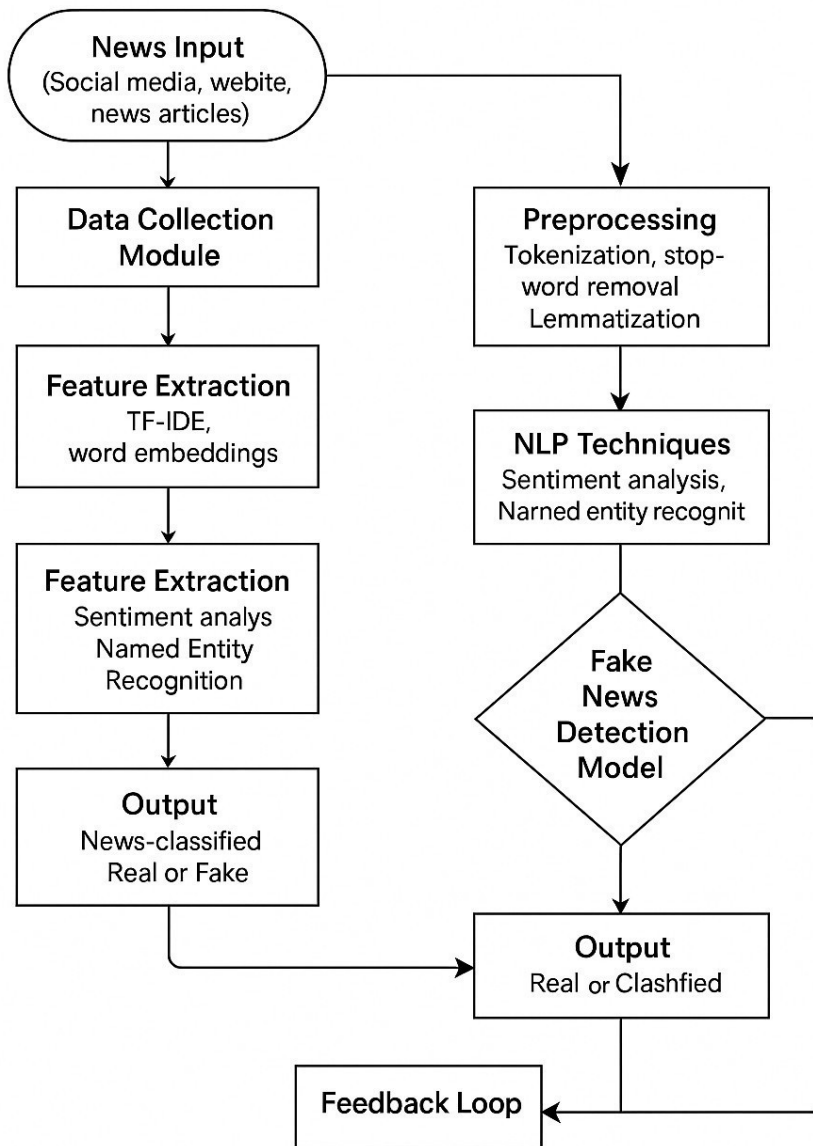 News Input
(Social media, webite,
news articles)
Data Collection
Module
Feature Extraction
TF-IDE,
word embeddings
Feature Extraction
Sentiment analys
Named Entity
Recognition
Output
News-classified
Real or Fake
Preprocessing
Tokenization, stop-
word removal
Lemmatization
NLP Techniques
Sentiment analysis,
Narned entity recognit
Fake
News
Detection
Model
Output
Real or Clashfied
Feedback Loop